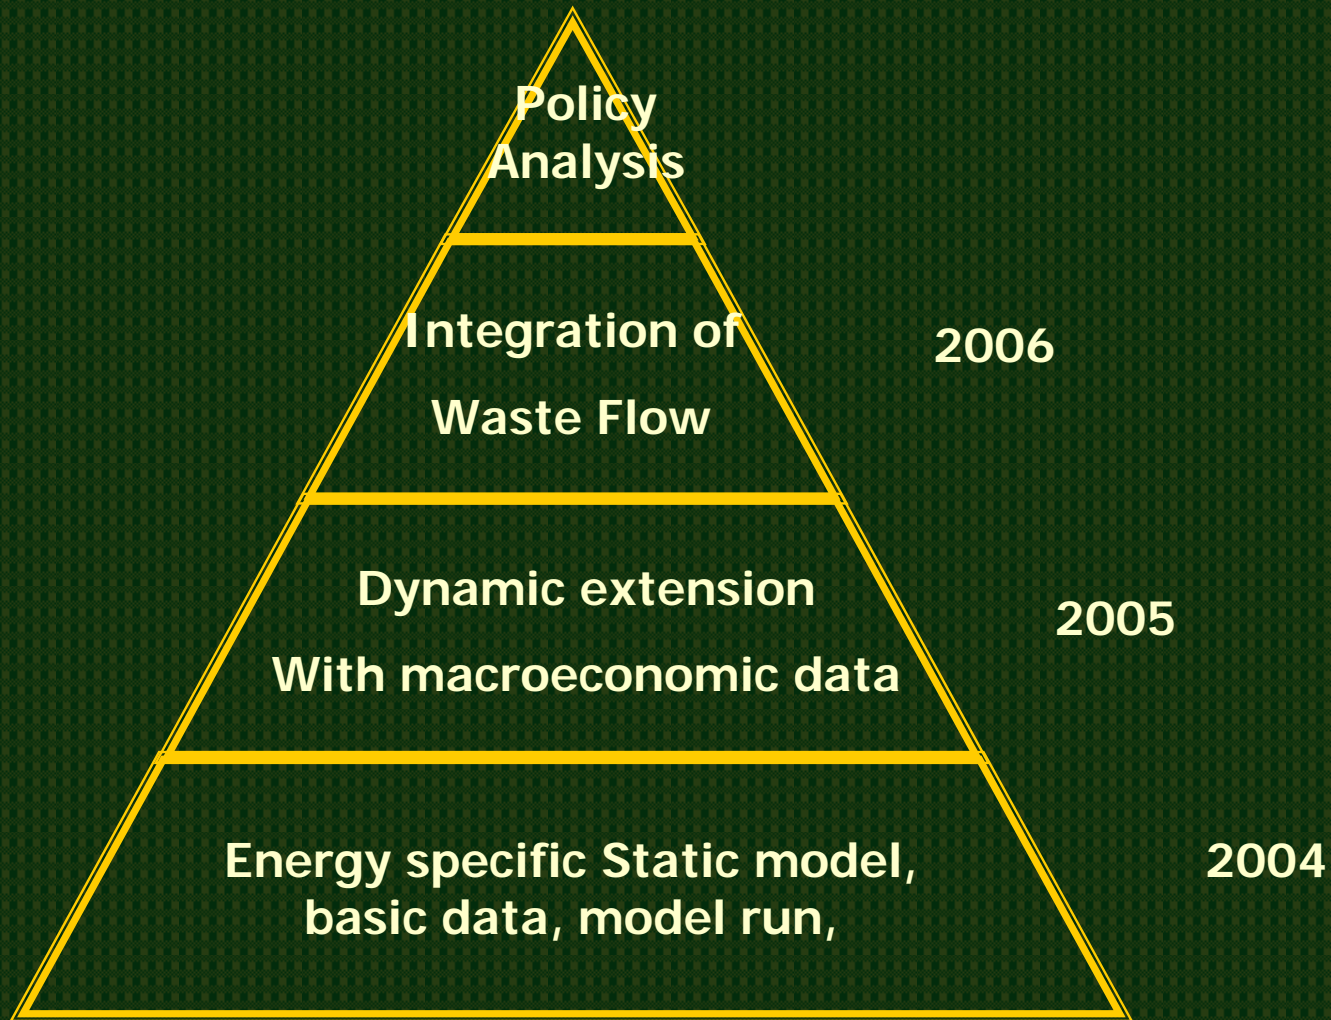 Policy
Analysis
Integration of
2006
Waste Flow
Dynamic extension
2005
With macroeconomic data
Energy specific Static model,
2004
basic data, model run,